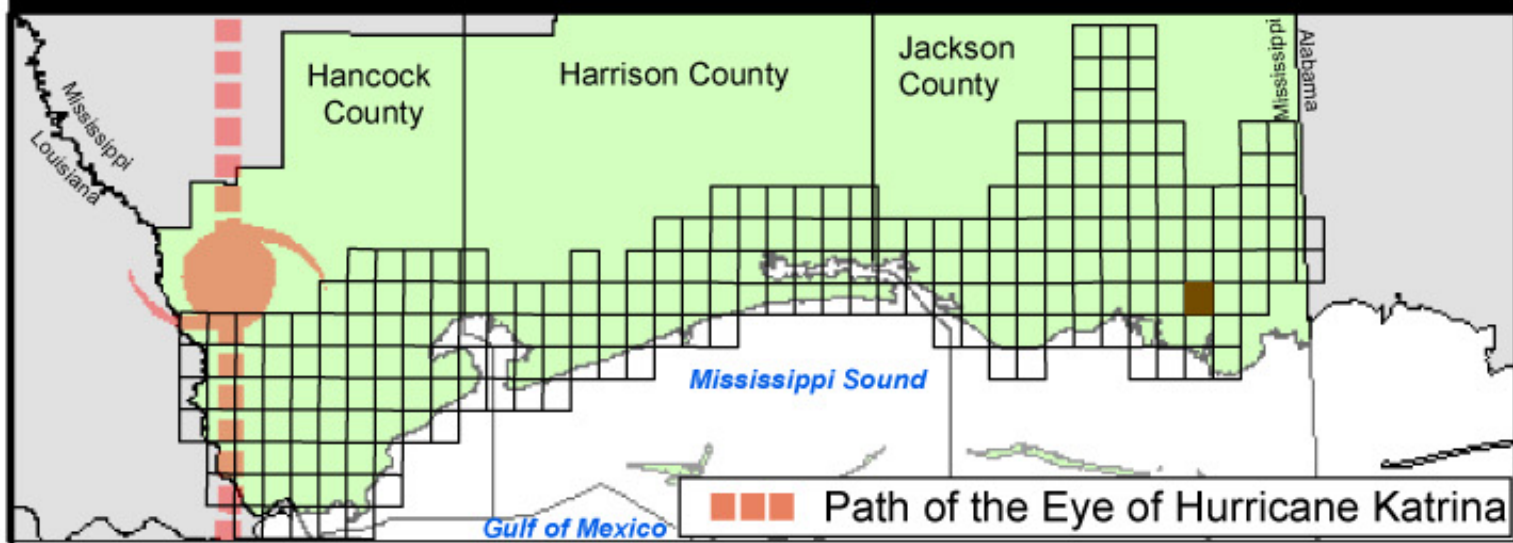 Hancock
County
Harrison County
Jackson
County
Mississippi
Alabama
Mississippi
Louisiana
Mississippi Sound
Gulf of Mexico
Path of the Eye of Hurricane Katrina